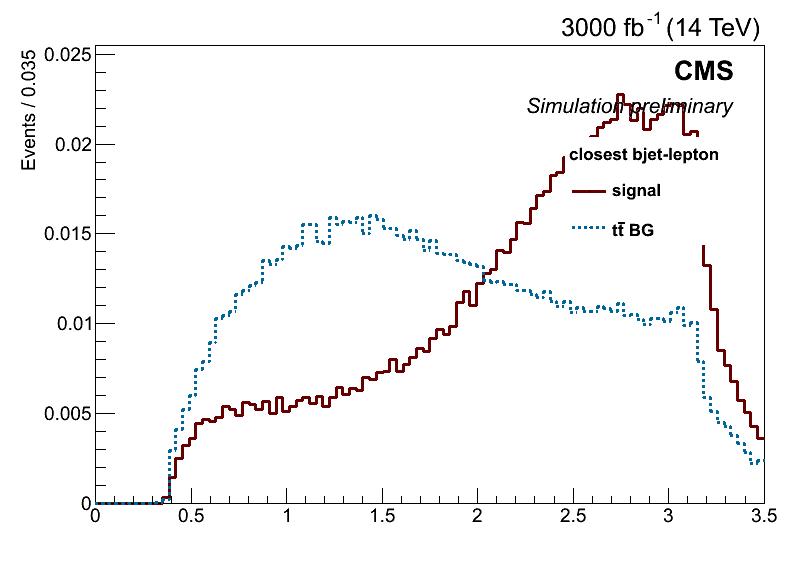 3000 fb⁻¹ (14 TeV)
Events / 0.035
0.025
CMS
Simulation preliminary
0.02
closest bjet-lepton
signal
0.015
tt̄ BG
0.01
0.005
0
0 0.5 1 1.5 2 2.5 3 3.5